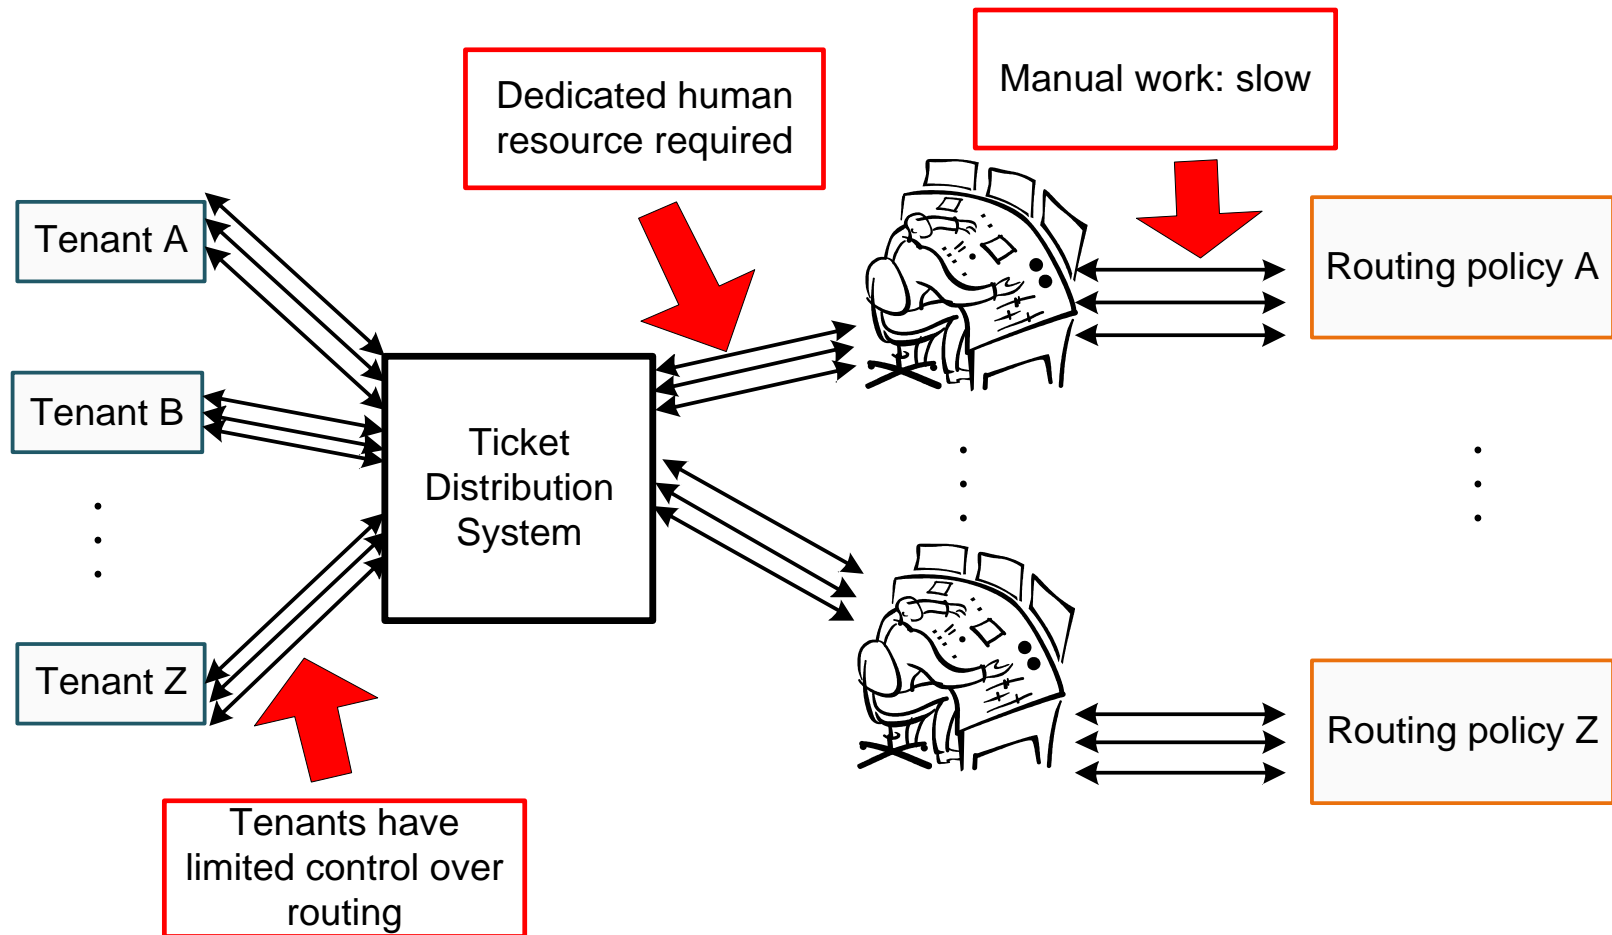 Dedicated human
resource required
Manual work: slow
Tenant A
Routing policy A
Tenant B
Ticket
Distribution
System
Tenant Z
Routing policy Z
Tenants have
limited control over
routing